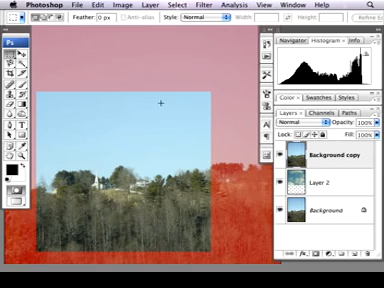 Photoshop File Edit Image Layer Select Filter Analysis View Window Help
Feather: 0 px Anti-alias Style: Normal Width: Height: Refine E
Ps
Navigator Histogram Info
Color Swatches Styles
Layers Channels Paths
Normal Opacity: 100%
Lock: Fill: 100%
Background copy
Layer 2
Background